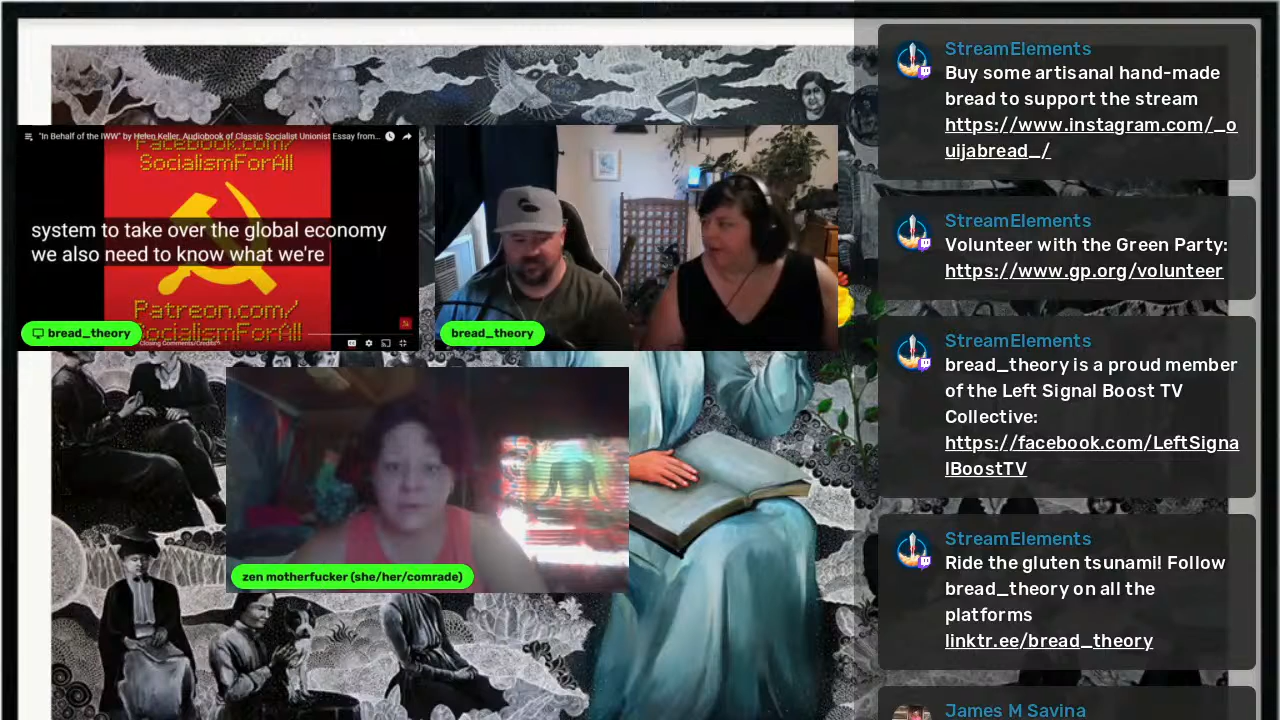 "In Behalf of the IWW" by Helen Keller, Audiobook of Classic Socialist Unionist Essay from...
Facebook.com/
SocialismForAll
system to take over the global economy
we also need to know what we're
Patreon.com/
SocialismForAll
bread_theory
Closing Comments/Credits
bread_theory
zen motherfucker (she/her/comrade)
StreamElements
Buy some artisanal hand-made
bread to support the stream
https://www.instagram.com/_o
uijabread_/
StreamElements
Volunteer with the Green Party:
https://www.gp.org/volunteer
StreamElements
bread_theory is a proud member
of the Left Signal Boost TV
Collective:
https://facebook.com/LeftSigna
lBoostTV
StreamElements
Ride the gluten tsunami! Follow
bread_theory on all the
platforms
linktr.ee/bread_theory
James M Savina